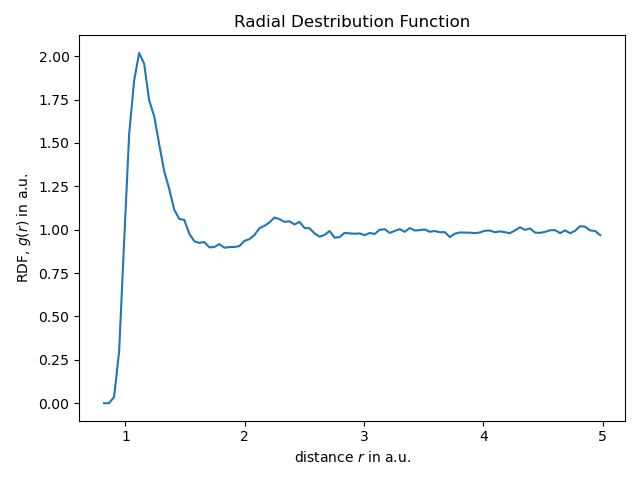 Radial Destribution Function
RDF, g(r) in a.u.
2.00
1.75
1.50
1.25
1.00
0.75
0.50
0.25
0.00
1 2 3 4 5
distance r in a.u.